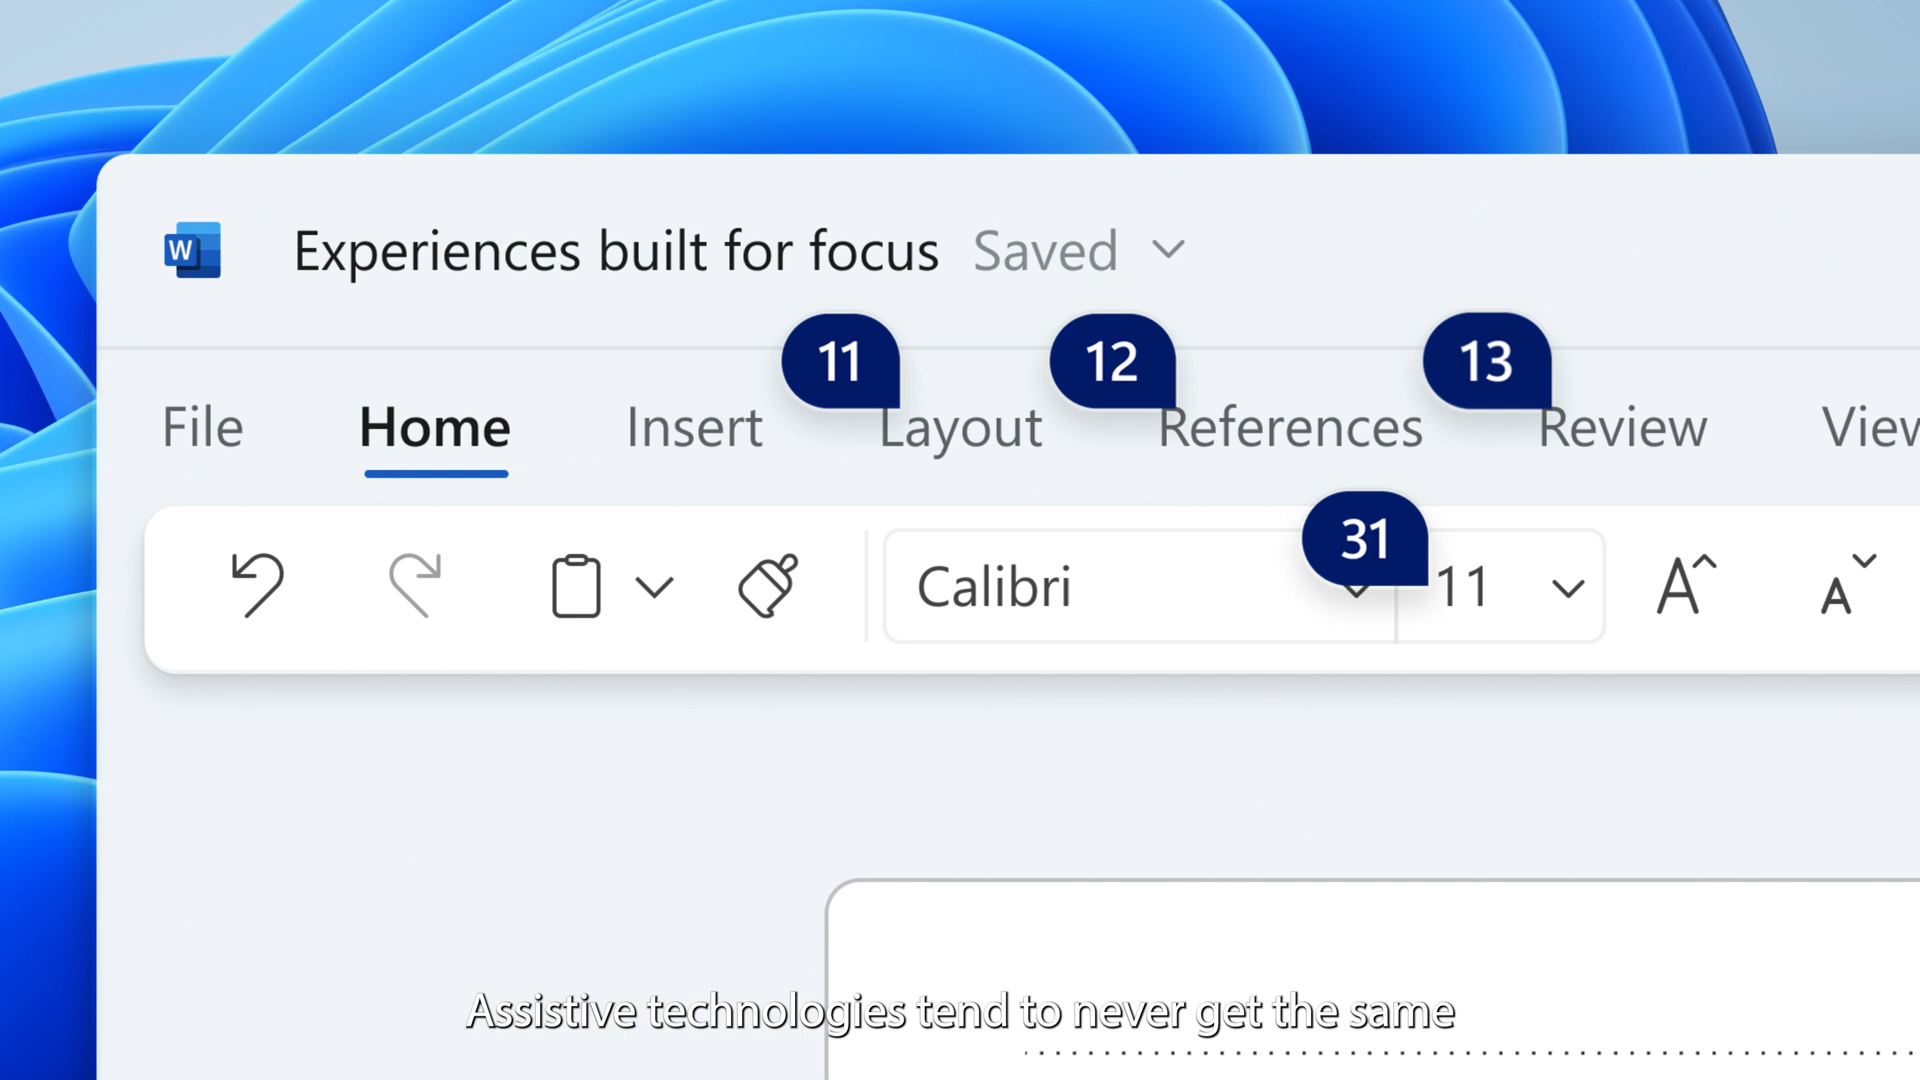 W Experiences built for focus Saved
11 12 13
File Home Insert Layout References Review View
31
Calibri 11 A A
Assistive technologies tend to never get the same